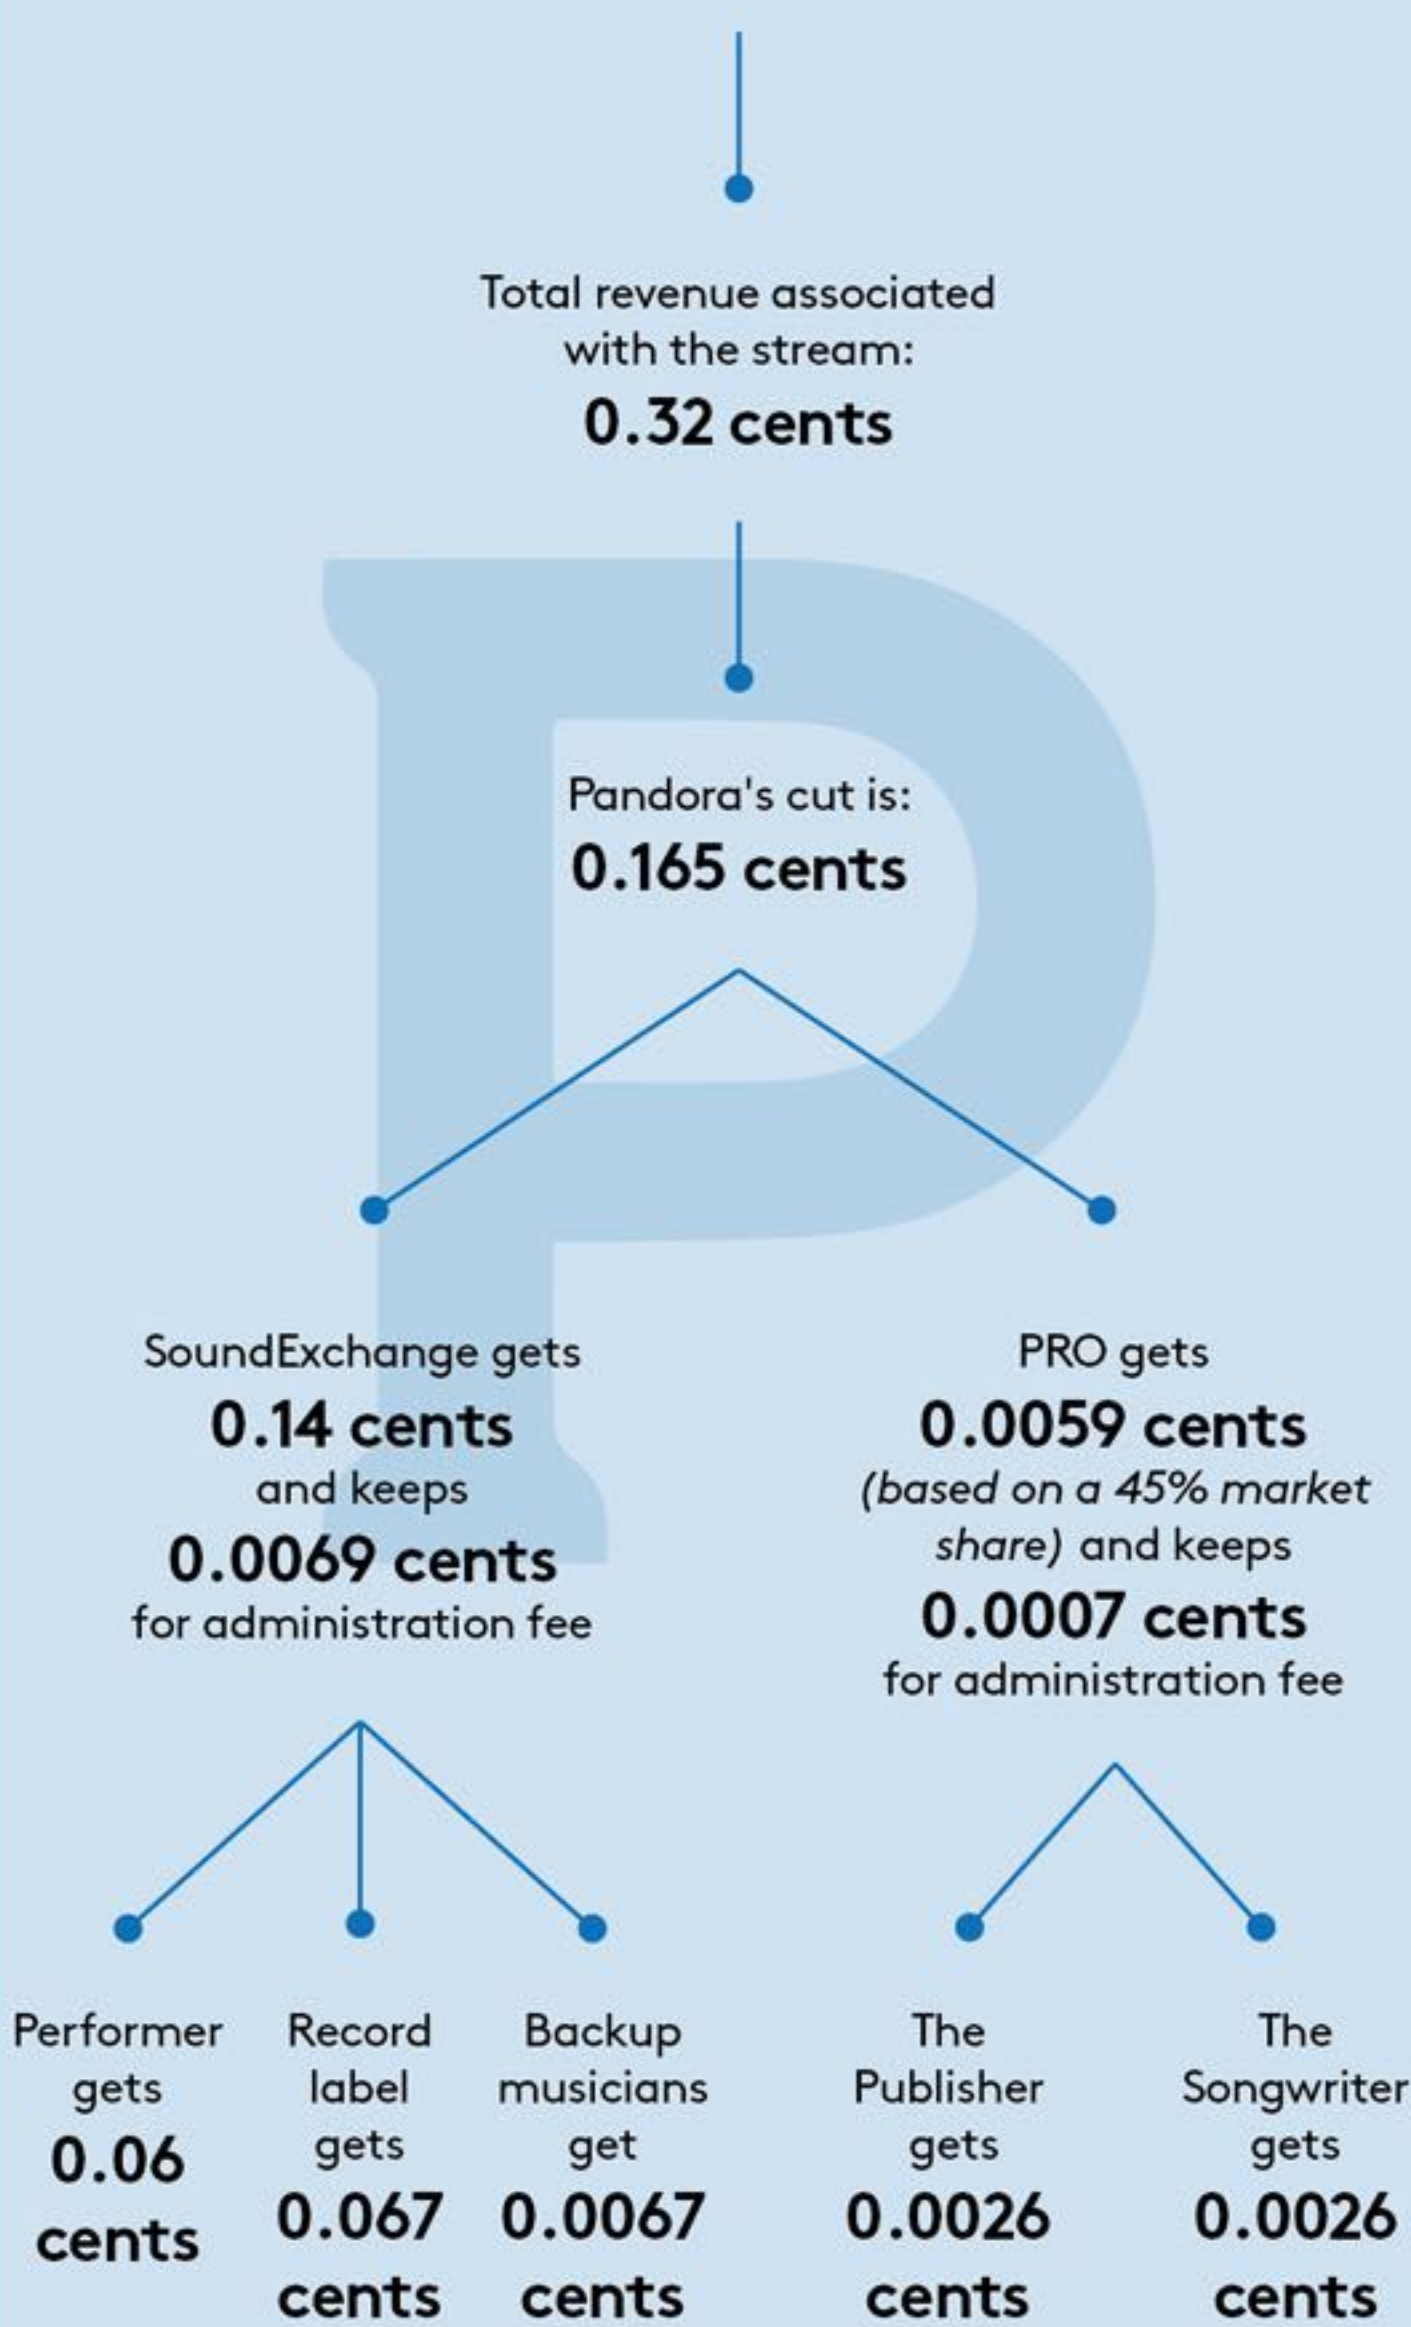 Total revenue associated
with the stream:
0.32 cents
Pandora's cut is:
0.165 cents
SoundExchange gets
0.14 cents
and keeps
0.0069 cents
for administration fee
PRO gets
0.0059 cents
(based on a 45% market
share) and keeps
0.0007 cents
for administration fee
Performer
gets
0.06
cents
Record
label
gets
0.067
cents
Backup
musicians
get
0.0067
cents
The
Publisher
gets
0.0026
cents
The
Songwriter
gets
0.0026
cents